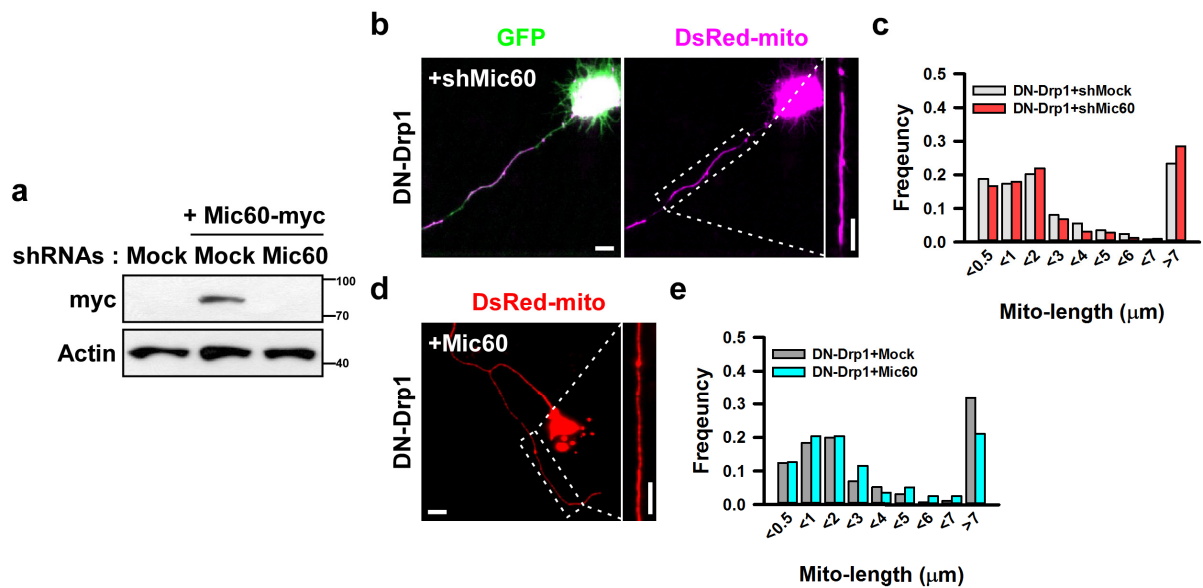 a
+ Mic60-myc
shRNAs : Mock Mock Mic60
myc
100
70
Actin
40
b
GFP DsRed-mito
DN-Drp1
+shMic60
c
DN-Drp1+shMock
DN-Drp1+shMic60
Freqeuncy
0.5
0.4
0.3
0.2
0.1
0.0
<0.5 <1 <2 <3 <4 <5 <6 <7 >7
Mito-length (μm)
d
DsRed-mito
DN-Drp1
+Mic60
e
DN-Drp1+Mock
DN-Drp1+Mic60
Freqeuncy
0.5
0.4
0.3
0.2
0.1
0.0
<0.5 <1 <2 <3 <4 <5 <6 <7 >7
Mito-length (μm)